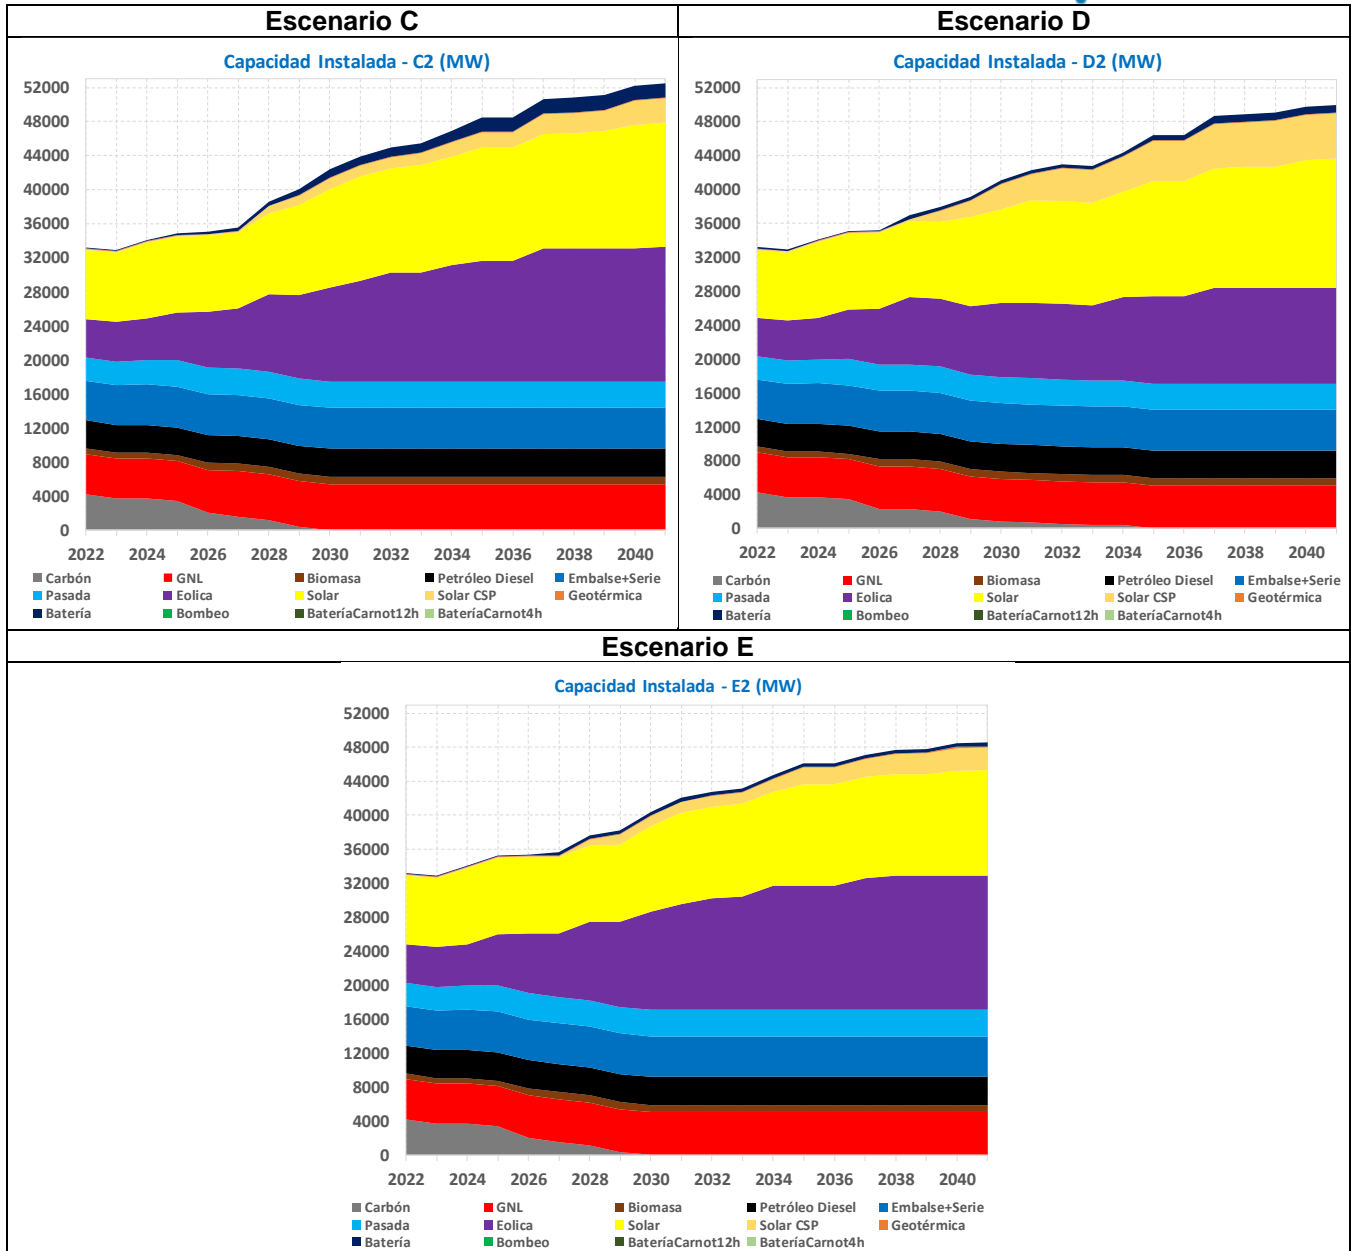 Escenario C
Escenario D
Capacidad Instalada - C2 (MW)
52000
48000
44000
40000
36000
32000
28000
24000
20000
16000
12000
8000
4000
0
2022 2024 2026 2028 2030 2032 2034 2036 2038 2040
Carbón GNL Biomasa Petróleo Diesel Embalse+Serie
Pasada Eolica Solar Solar CSP Geotérmica
Batería Bombeo BateríaCarnot12h BateríaCarnot4h
Capacidad Instalada - D2 (MW)
52000
48000
44000
40000
36000
32000
28000
24000
20000
16000
12000
8000
4000
0
2022 2024 2026 2028 2030 2032 2034 2036 2038 2040
Carbón GNL Biomasa Petróleo Diesel Embalse+Serie
Pasada Eolica Solar Solar CSP Geotérmica
Batería Bombeo BateríaCarnot12h BateríaCarnot4h
Escenario E
Capacidad Instalada - E2 (MW)
52000
48000
44000
40000
36000
32000
28000
24000
20000
16000
12000
8000
4000
0
2022 2024 2026 2028 2030 2032 2034 2036 2038 2040
Carbón GNL Biomasa Petróleo Diesel Embalse+Serie
Pasada Eolica Solar Solar CSP Geotérmica
Batería Bombeo BateríaCarnot12h BateríaCarnot4h